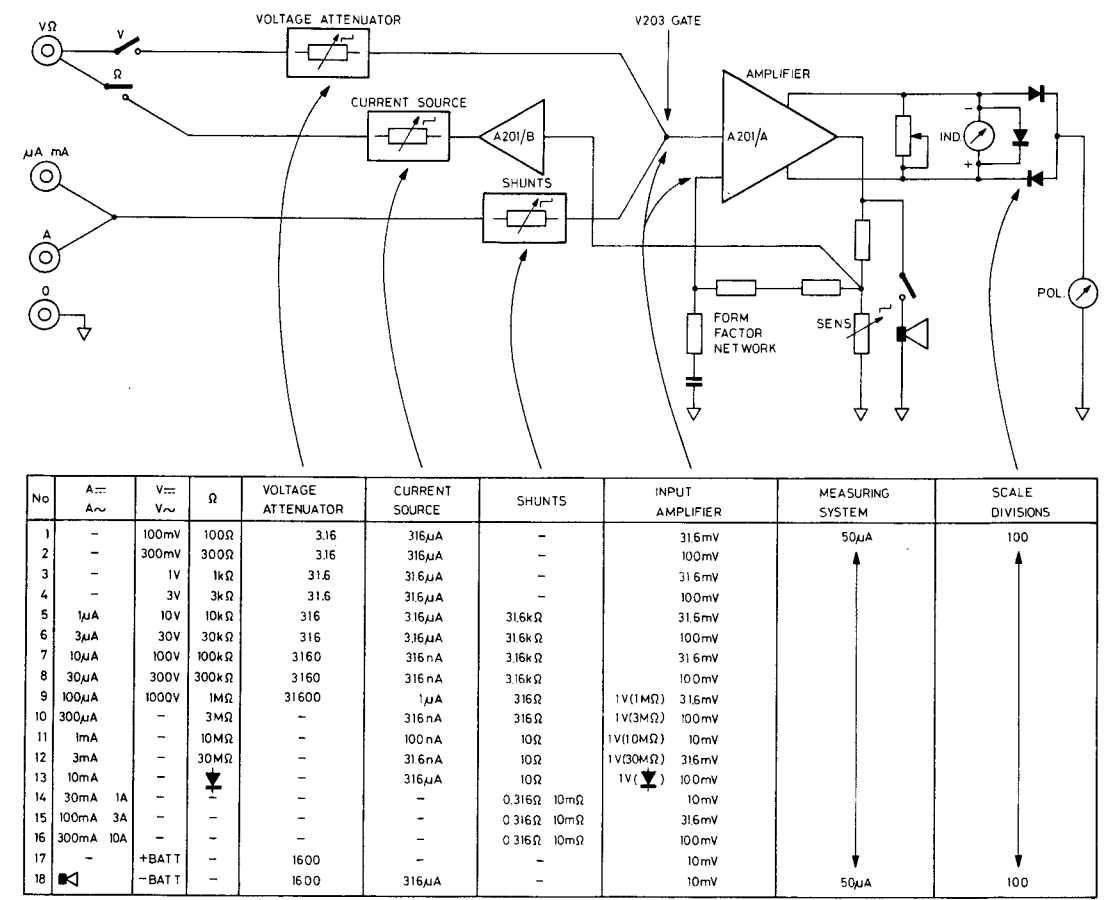 VΩ
V
VOLTAGE ATTENUATOR
V203 GATE
Ω
CURRENT SOURCE
A201/B
AMPLIFIER
A201/A
IND.
-
+
μA mA
SHUNTS
A
0
POL.
FORM
FACTOR
NETWORK
SENS
No A⎓ A~ V⎓ V~ Ω VOLTAGE ATTENUATOR CURRENT SOURCE SHUNTS INPUT AMPLIFIER MEASURING SYSTEM SCALE DIVISIONS
1 - 100mV 100Ω 3.16 316μA - 31.6mV 50μA 100
2 - 300mV 300Ω 3.16 316μA - 100mV
3 - 1V 1kΩ 31.6 31.6μA - 31.6mV
4 - 3V 3kΩ 31.6 31.6μA - 100mV
5 1μA 10V 10kΩ 316 3.16μA 31.6kΩ 31.6mV
6 3μA 30V 30kΩ 316 3.16μA 31.6kΩ 100mV
7 10μA 100V 100kΩ 3160 316nA 3.16kΩ 31.6mV
8 30μA 300V 300kΩ 3160 316nA 3.16kΩ 100mV
9 100μA 1000V 1MΩ 31600 1μA 316Ω 1V(1MΩ) 31.6mV
10 300μA - 3MΩ - 316nA 316Ω 1V(3MΩ) 100mV
11 1mA - 10MΩ - 100nA 10Ω 1V(10MΩ) 10mV
12 3mA - 30MΩ - 31.6nA 10Ω 1V(30MΩ) 31.6mV
13 10mA - - 316μA 10Ω 1V( ) 100mV
14 30mA 1A - - - - 0.316Ω 10mΩ 10mV
15 100mA 3A - - - - 0.316Ω 10mΩ 31.6mV
16 300mA 10A - - - - 0.316Ω 10mΩ 100mV
17 - +BATT - 1600 - - 10mV
18 -BATT - 1600 316μA - 10mV 50μA 100